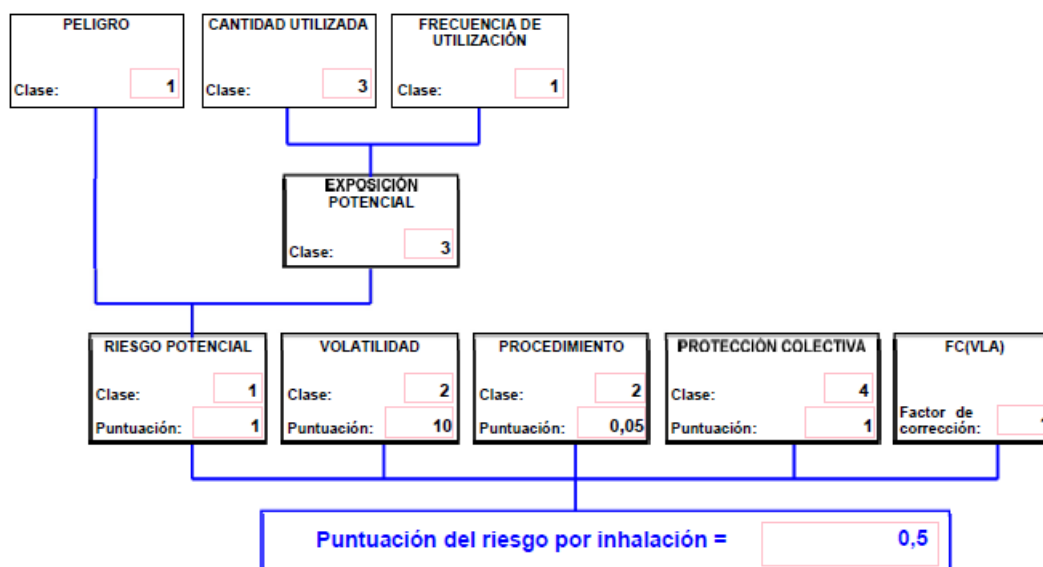 PELIGRO
Clase: 1
CANTIDAD UTILIZADA
Clase: 3
FRECUENCIA DE
UTILIZACIÓN
Clase: 1
EXPOSICIÓN
POTENCIAL
Clase: 3
RIESGO POTENCIAL
Clase: 1
Puntuación: 1
VOLATILIDAD
Clase: 2
Puntuación: 10
PROCEDIMIENTO
Clase: 2
Puntuación: 0,05
PROTECCIÓN COLECTIVA
Clase: 4
Puntuación: 1
FC(VLA)
Factor de
corrección: 1
Puntuación del riesgo por inhalación = 0,5